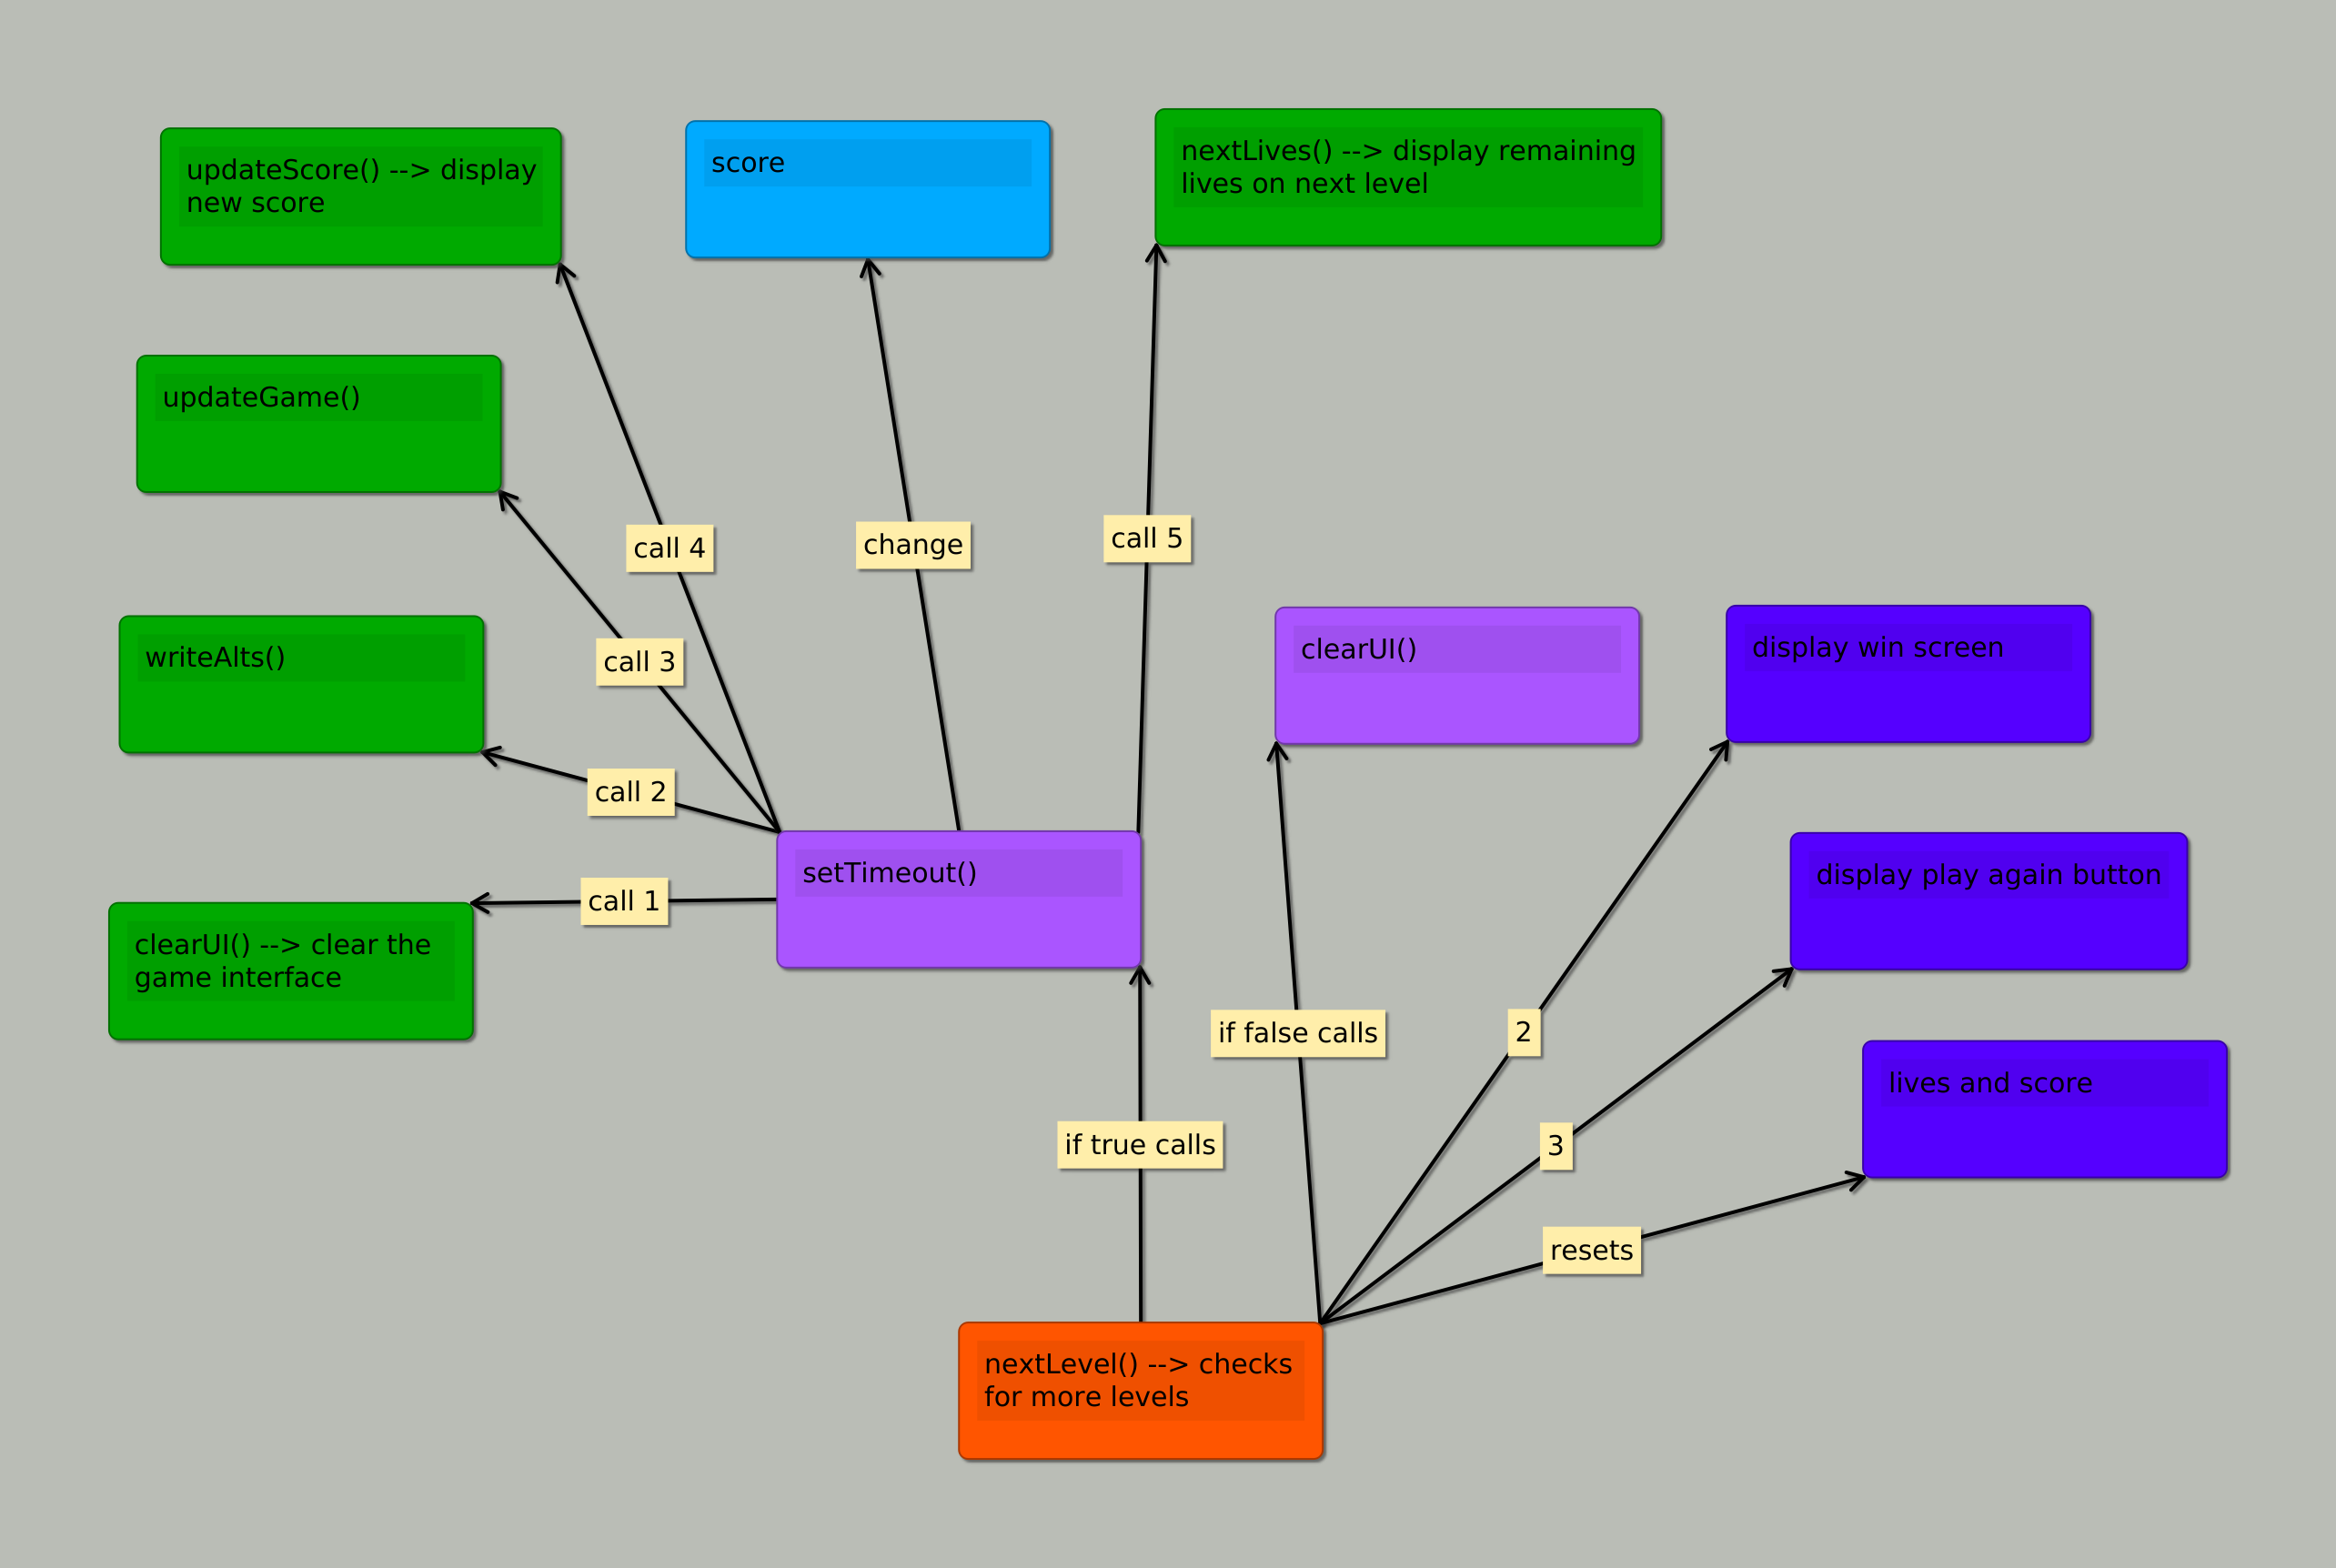 updateScore() --> display
new score
score
nextLives() --> display remaining
lives on next level
updateGame()
call 4
change
call 5
writeAlts()
call 3
clearUI()
display win screen
call 2
setTimeout()
display play again button
call 1
clearUI() --> clear the
game interface
if false calls
2
lives and score
if true calls
3
resets
nextLevel() --> checks
for more levels